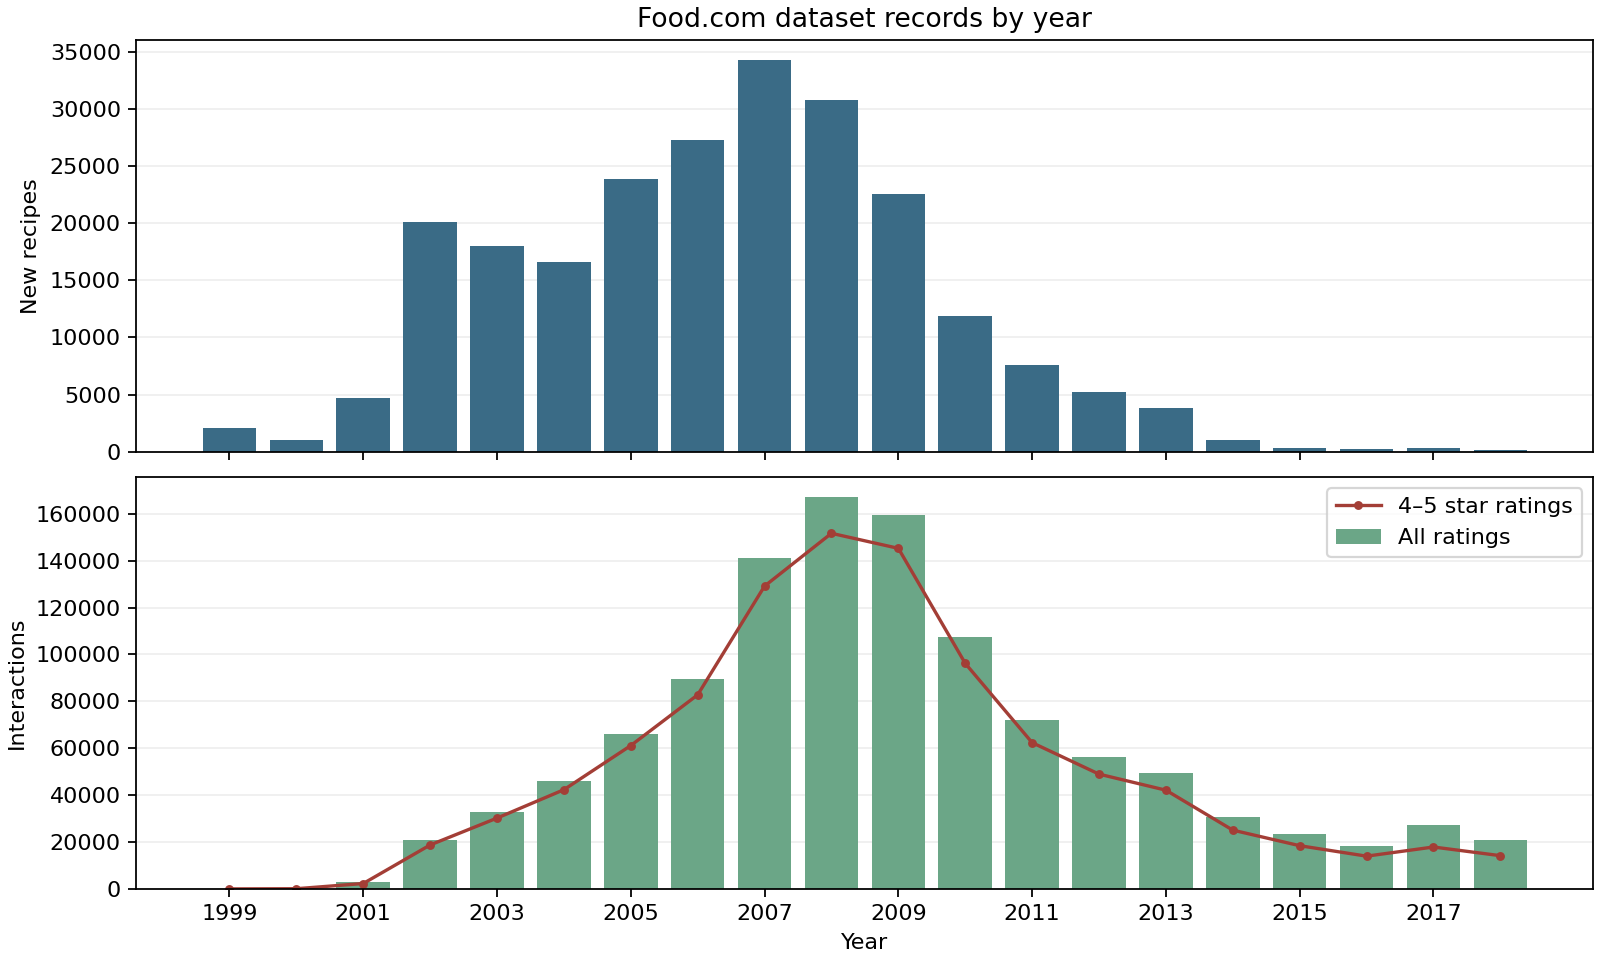 Food.com dataset records by year
35000
30000
25000
20000
15000
10000
5000
0
New recipes
160000
140000
120000
100000
80000
60000
40000
20000
0
Interactions
4–5 star ratings
All ratings
1999 2001 2003 2005 2007 2009 2011 2013 2015 2017
Year